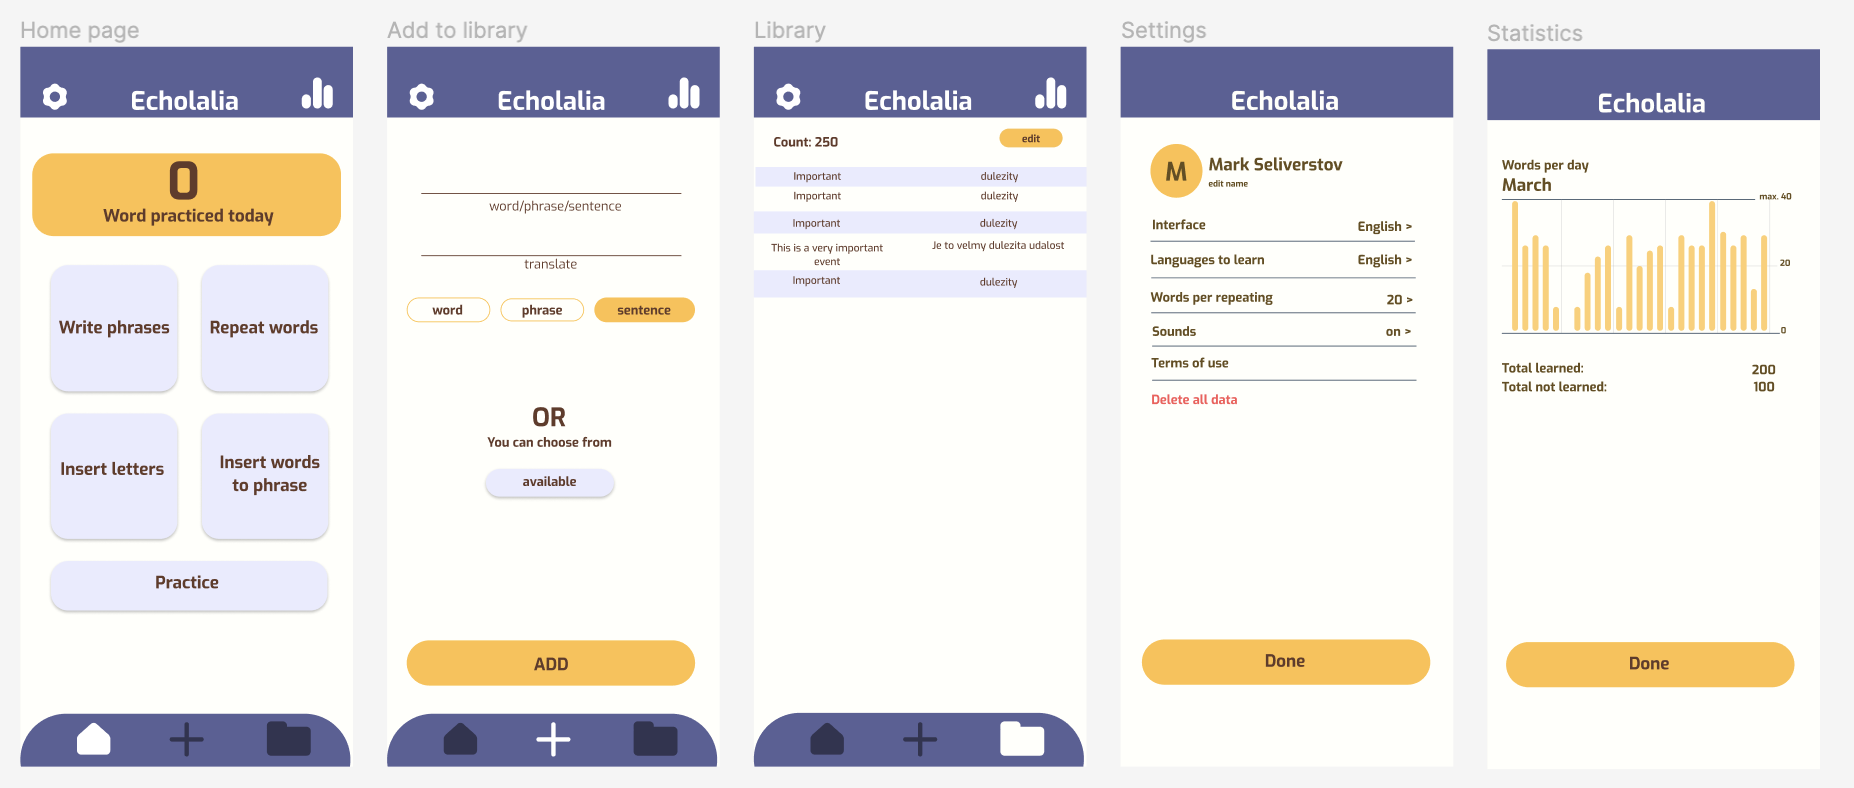 Home page
Echolalia
0
Word practiced today
Write phrases
Repeat words
Insert letters
Insert words
to phrase
Practice
Add to library
Echolalia
word/phrase/sentence
translate
word
phrase
sentence
OR
You can choose from
available
ADD
Library
Echolalia
Count: 250
edit
Important dulezity
Important dulezity
Important dulezity
This is a very important
event
Je to velmy dulezita udalost
Important dulezity
Settings
Echolalia
M
Mark Seliverstov
edit name
Interface English >
Languages to learn English >
Words per repeating 20 >
Sounds on >
Terms of use
Delete all data
Done
Statistics
Echolalia
Words per day
March
max. 40
20
0
Total learned: 200
Total not learned: 100
Done